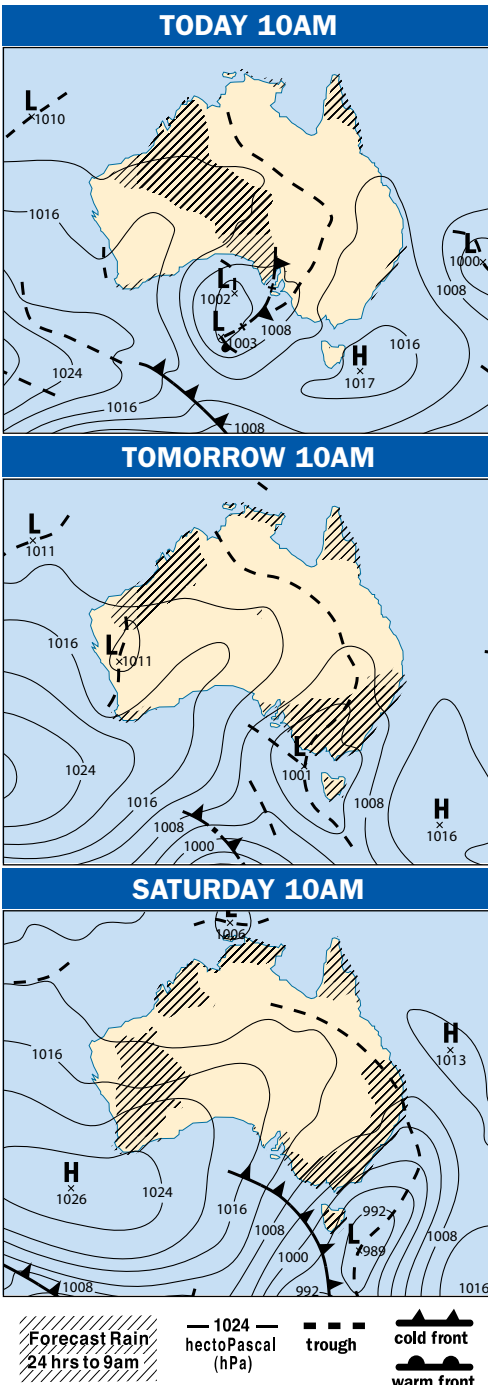 TODAY 10AM
L
1010
1016
L
1000
1008
L
1002
L
1003
1008
H
1017
1016
1024
1016
1008
TOMORROW 10AM
L
1011
1016
L
1011
1024
L
1001
1016
1008
1008
1000
H
1016
SATURDAY 10AM
L
1006
H
1013
1016
H
1026
1024
1016
1008
1000
992
992
L
989
1008
1008
1016
Forecast Rain
24 hrs to 9am
1024
hectoPascal
(hPa)
trough
cold front
warm front